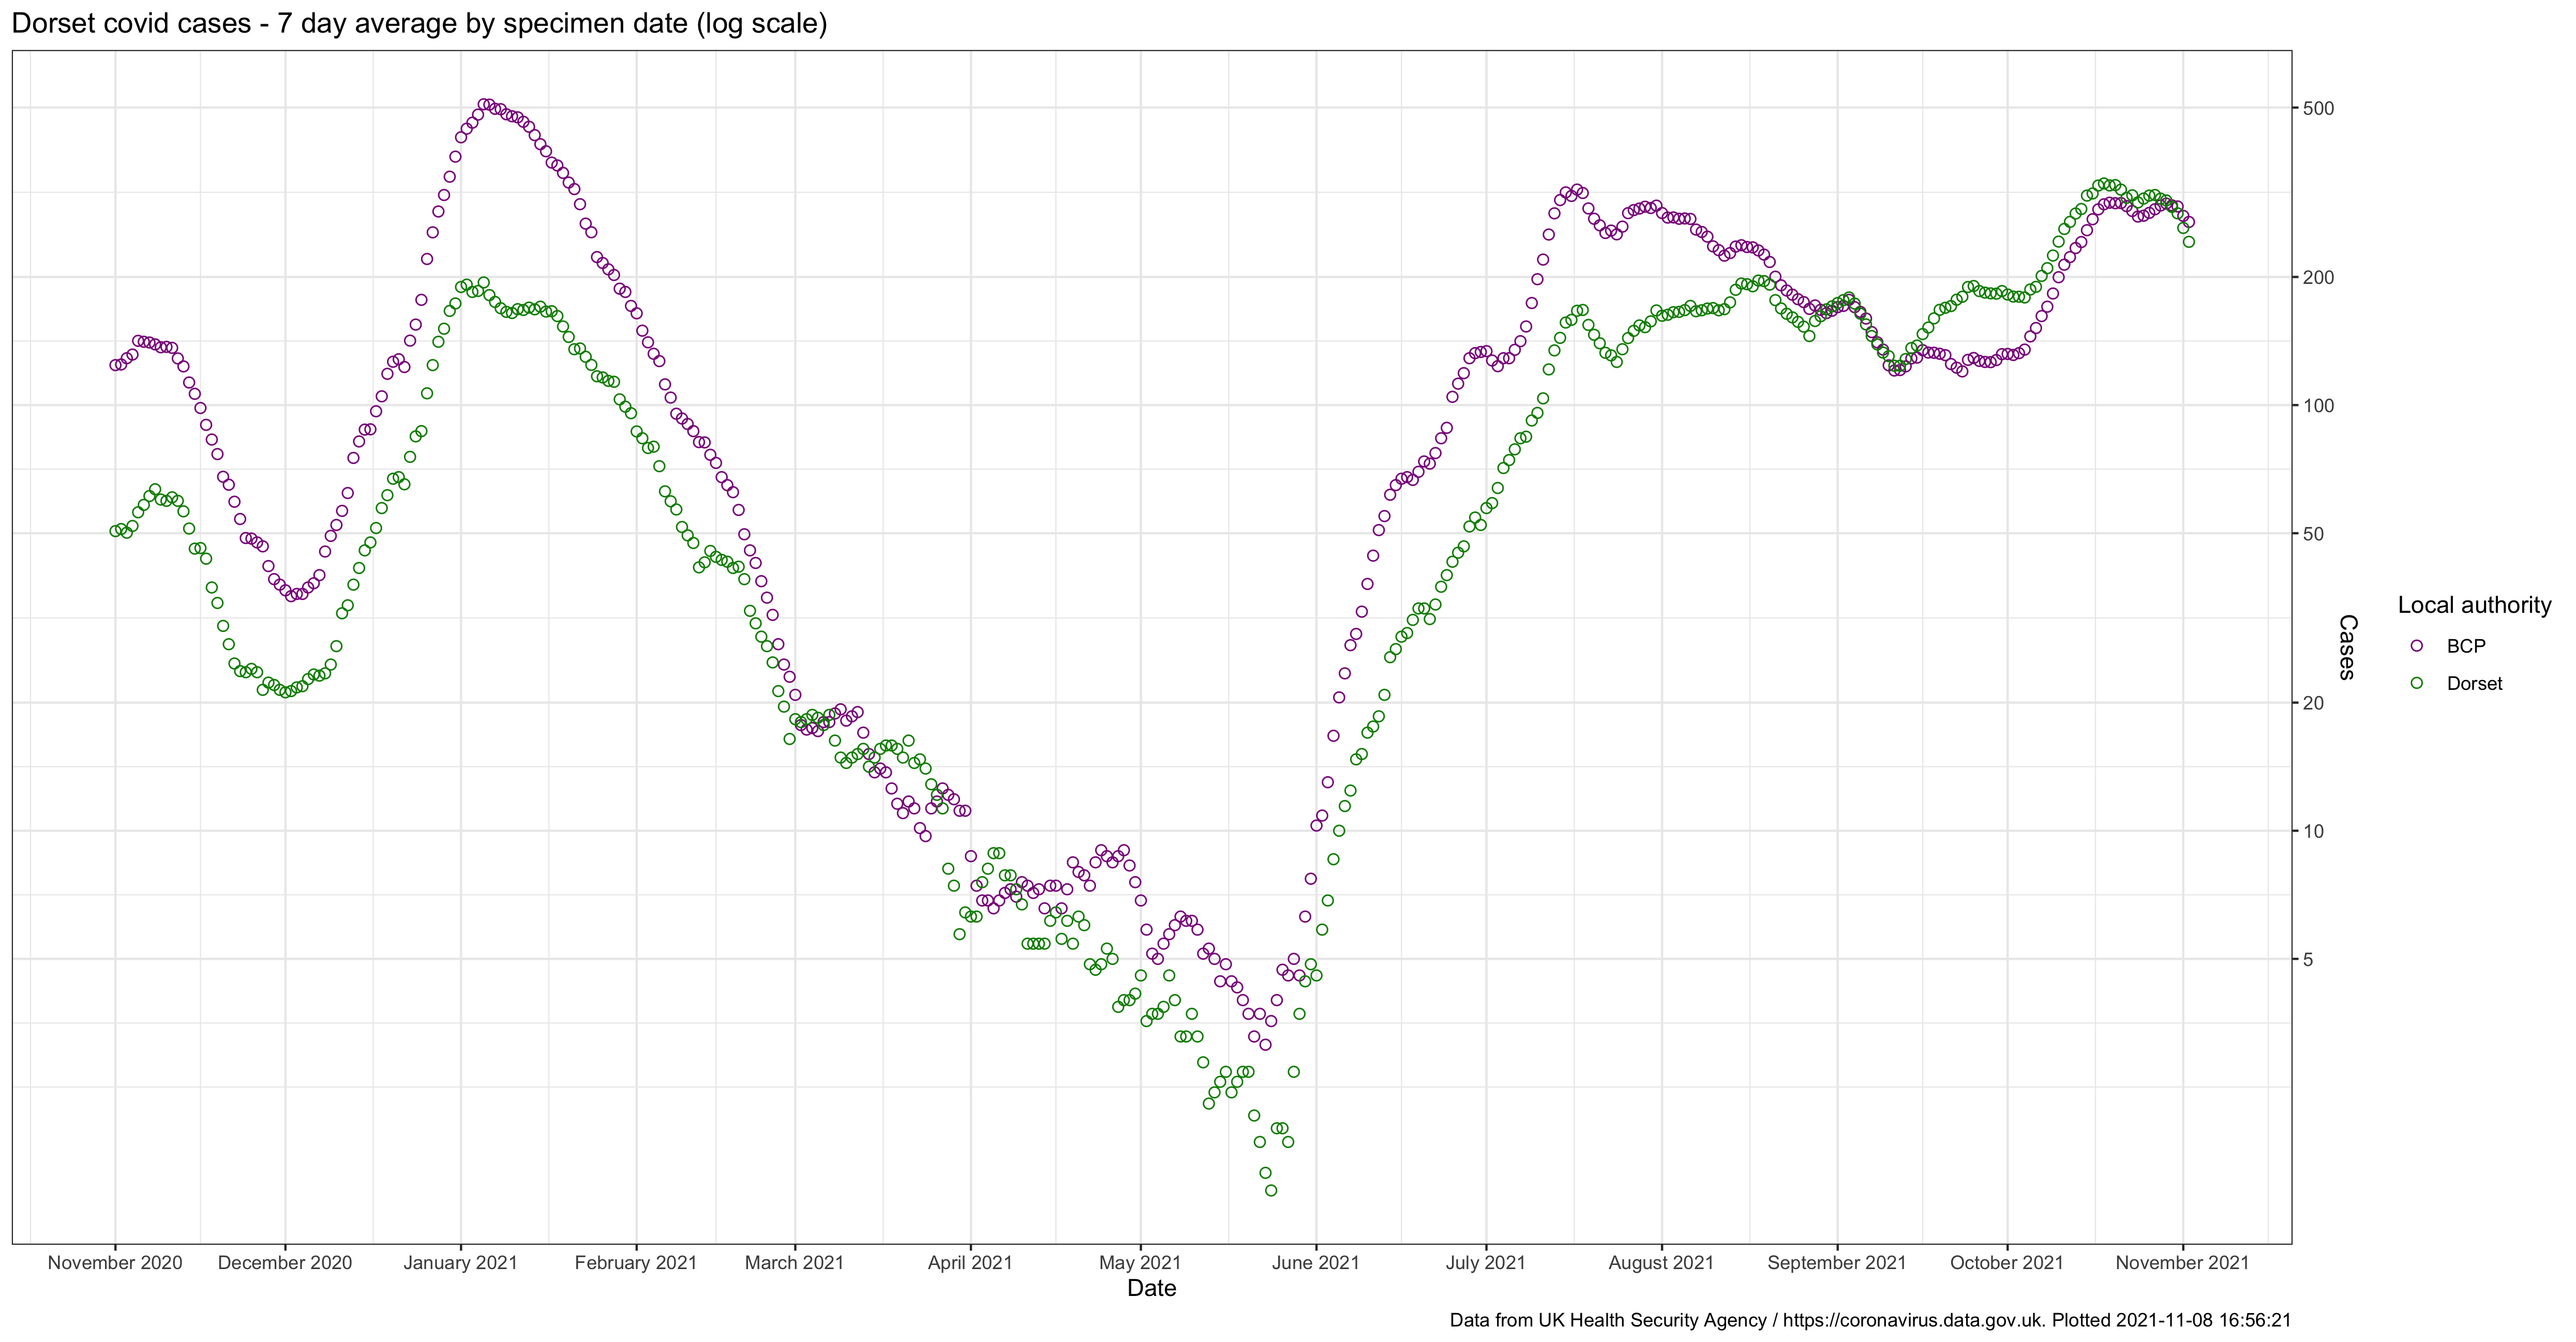 Dorset covid cases - 7 day average by specimen date (log scale)
500
200
100
50
20
10
5
Cases
Local authority
BCP
Dorset
November 2020 December 2020 January 2021 February 2021 March 2021 April 2021 May 2021 June 2021 July 2021 August 2021 September 2021 October 2021 November 2021
Date
Data from UK Health Security Agency / https://coronavirus.data.gov.uk. Plotted 2021-11-08 16:56:21